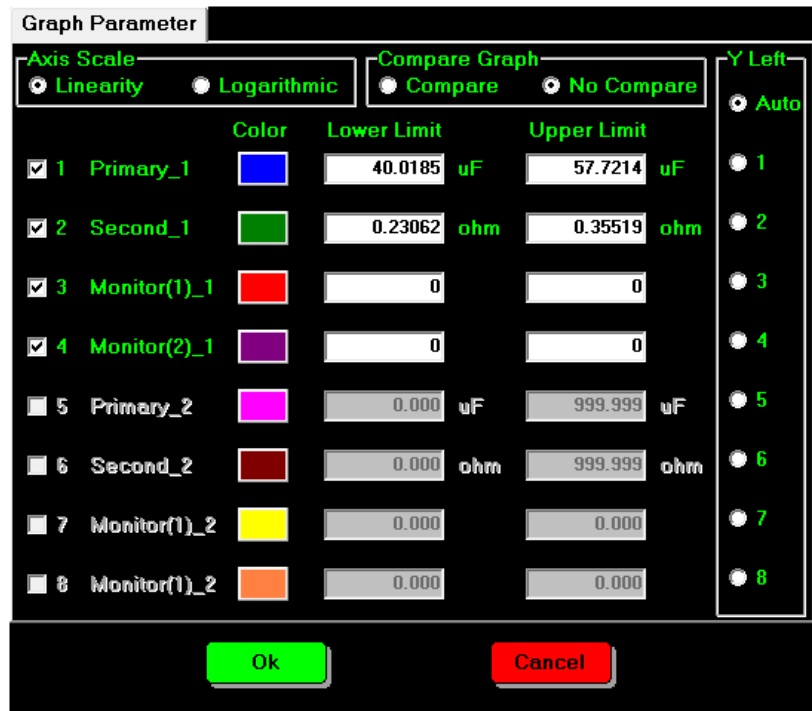 Graph Parameter
Axis Scale Compare Graph Y Left
Linearity Logarithmic Compare No Compare Auto
Color Lower Limit Upper Limit
1 Primary_1 40.0185 uF 57.7214 uF 1
2 Second_1 0.23062 ohm 0.35519 ohm 2
3 Monitor(1)_1 0 0 3
4 Monitor(2)_1 0 0 4
5 Primary_2 0.000 uF 999.999 uF 5
6 Second_2 0.000 ohm 999.999 ohm 6
7 Monitor(1)_2 0.000 0.000 7
8 Monitor(1)_2 0.000 0.000 8
Ok Cancel